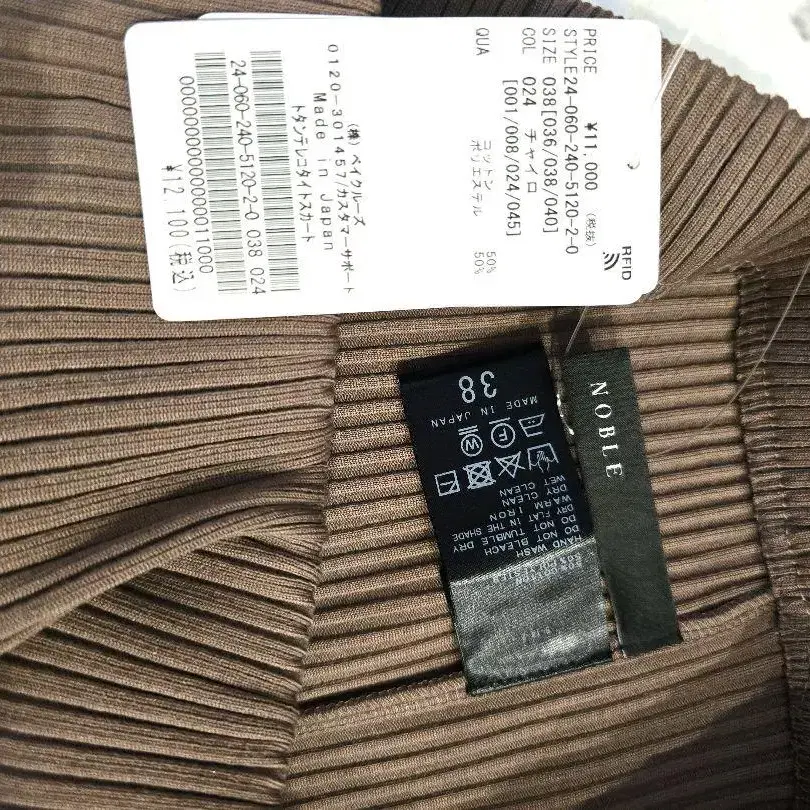 RFID
PRICE ¥11,000 (税抜)
STYLE24-060-240-5120-2-0
SIZE 038[036/038/040]
COL 024 チャイロ
[001/008/024/045]
QUA コットン 50%
ポリエステル 50%
(株) ベイクルーズ
0120-301457/カスタマーサポート
Made in Japan
トタンテレコタイトスカート
24-060-240-5120-2-0 038 024
0000000000000000011000
¥12,100(税込)
NOBLE
38
MADE IN JAPAN
F
W
HAND WASH
DO NOT BLEACH
DO NOT TUMBLE DRY
DRY FLAT IN THE SHADE
WARM IRON
DRY CLEAN
WET CLEAN